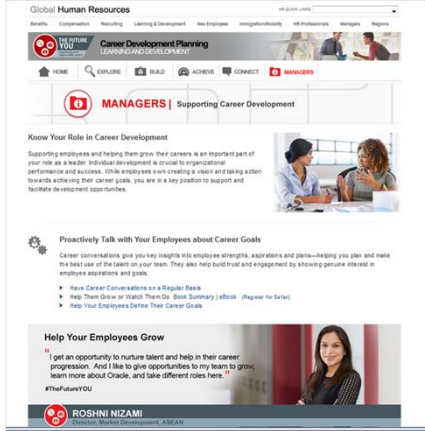 Global Human Resources
HR QUICK LINKS:
Benefits Compensation Recruiting Learning & Development New Employees Immigration/Mobility HR Professionals Managers Regions
THE FUTURE
YOU
Career Development Planning
LEARNING AND DEVELOPMENT
HOME EXPLORE BUILD ACHIEVE CONNECT MANAGERS
MANAGERS | Supporting Career Development
Know Your Role in Career Development
Supporting employees and helping them grow their careers is an important part of
your role as a leader. Individual development is crucial to organizational
performance and success. While employees own creating a vision and taking action
towards achieving their career goals, you are in a key position to support and
facilitate development opportunities.
Proactively Talk with Your Employees about Career Goals
Career conversations give you key insights into employee strengths, aspirations and plans—helping you plan and make
the best use of the talent on your team. They also help build trust and engagement by showing genuine interest in
employee aspirations and goals.
Have Career Conversations on a Regular Basis
Help Them Grow or Watch Them Go: Book Summary | eBook (Register for Safari)
Help Your Employees Define Their Career Goals
Help Your Employees Grow
"I get an opportunity to nurture talent and help in their career
progression. And I like to give opportunities to my team to grow,
learn more about Oracle, and take different roles here."
#TheFutureYOU
ROSHNI NIZAMI
Director, Market Development, ASEAN